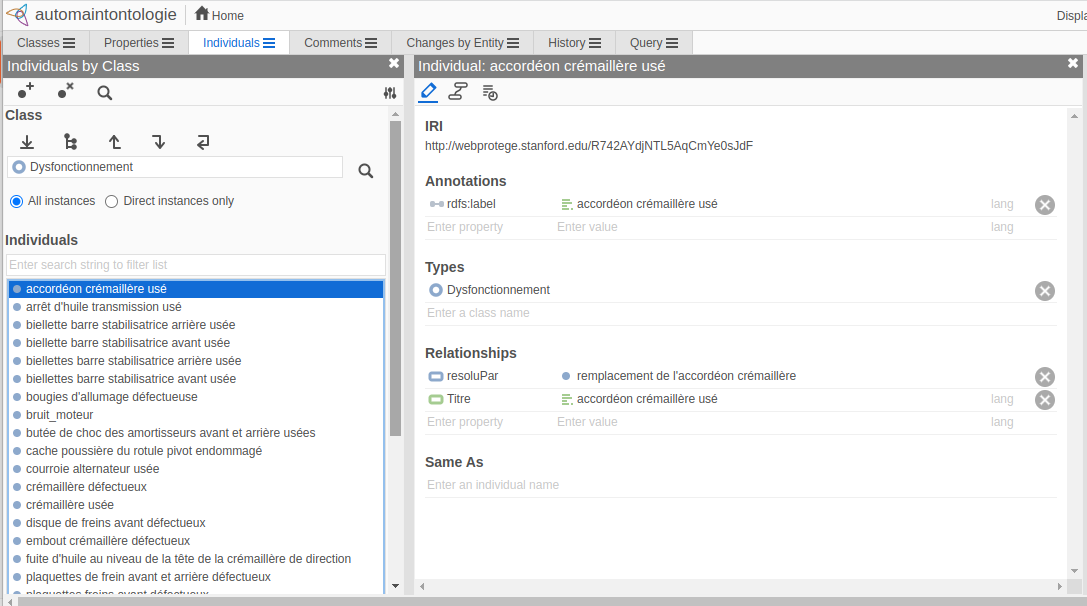 automaintontologie
Home
Displa
Classes
Properties
Individuals
Comments
Changes by Entity
History
Query
Individuals by Class
Class
Dysfonctionnement
All instances
Direct instances only
Individuals
Enter search string to filter list
accordéon crémaillère usé
arrêt d'huile transmission usé
biellette barre stabilisatrice arrière usée
biellette barre stabilisatrice avant usée
biellettes barre stabilisatrice arrière usée
biellettes barre stabilisatrice avant usée
bougies d'allumage défectueuse
bruit_moteur
butée de choc des amortisseurs avant et arrière usées
cache poussière du rotule pivot endommagé
courroie alternateur usée
crémaillère défectueux
crémaillère usée
disque de freins avant défectueux
embout crémaillère défectueux
fuite d'huile au niveau de la tête de la crémaillère de direction
plaquettes de frein avant et arrière défectueux
plaquettes freins avant défectueux
Individual: accordéon crémaillère usé
IRI
http://webprotege.stanford.edu/R742AYdjNTL5AqCmYe0sJdF
Annotations
rdfs:label accordéon crémaillère usé lang
Enter property Enter value lang
Types
Dysfonctionnement
Enter a class name
Relationships
resoluPar remplacement de l'accordéon crémaillère
Titre accordéon crémaillère usé lang
Enter property Enter value lang
Same As
Enter an individual name